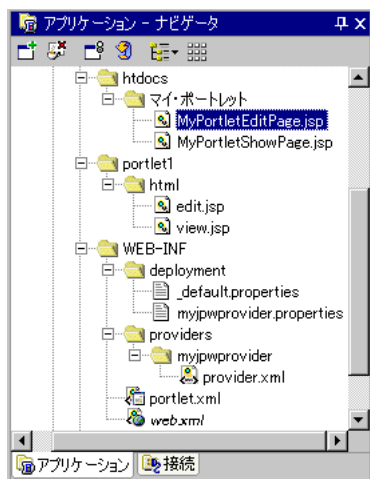 アプリケーション - ナビゲータ
htdocs
マイ・ポートレット
MyPortletEditPage.jsp
MyPortletShowPage.jsp
portlet1
html
edit.jsp
view.jsp
WEB-INF
deployment
_default.properties
myjpwprovider.properties
providers
myjpwprovider
provider.xml
portlet.xml
web.xml
アプリケーション 接続